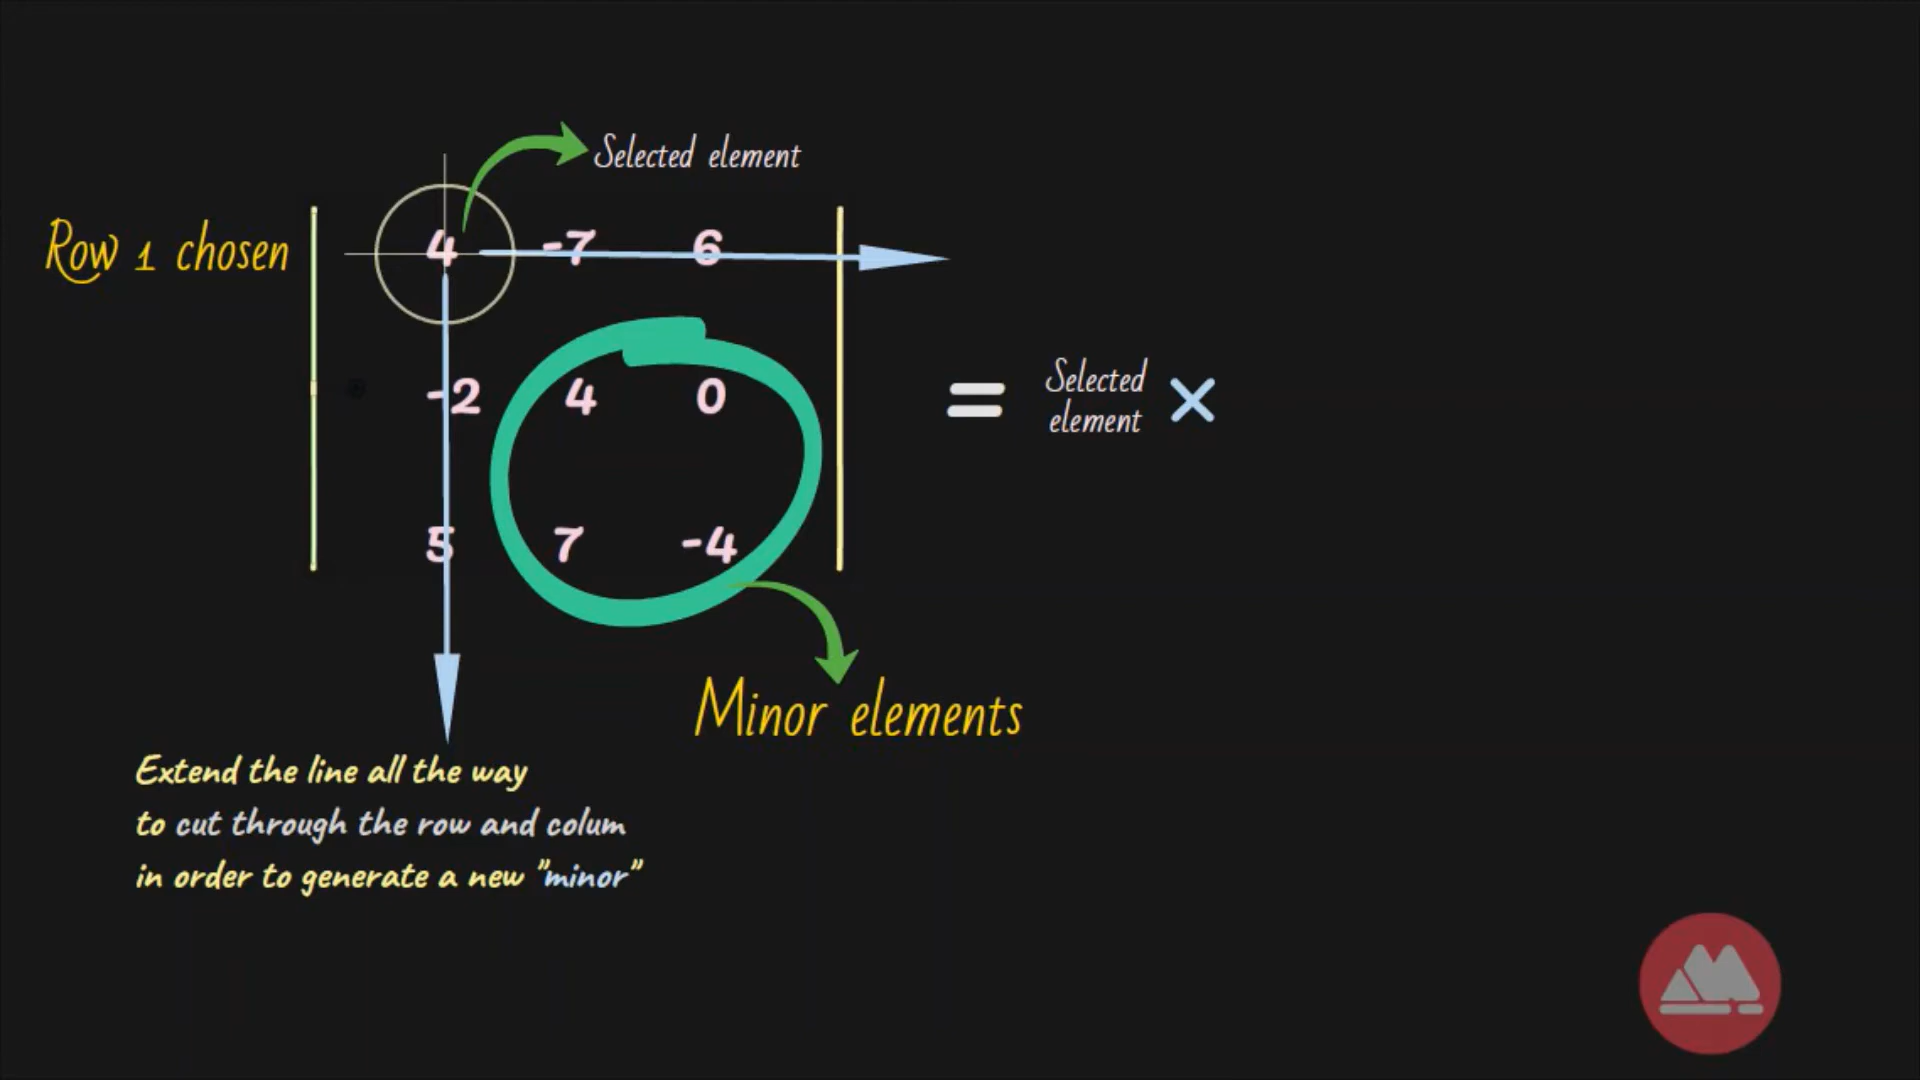 Selected element
Row 1 chosen
4 -7 6
-2 4 0
5 7 -4
= Selected element ×
Minor elements
Extend the line all the way
to cut through the row and colum
in order to generate a new "minor"